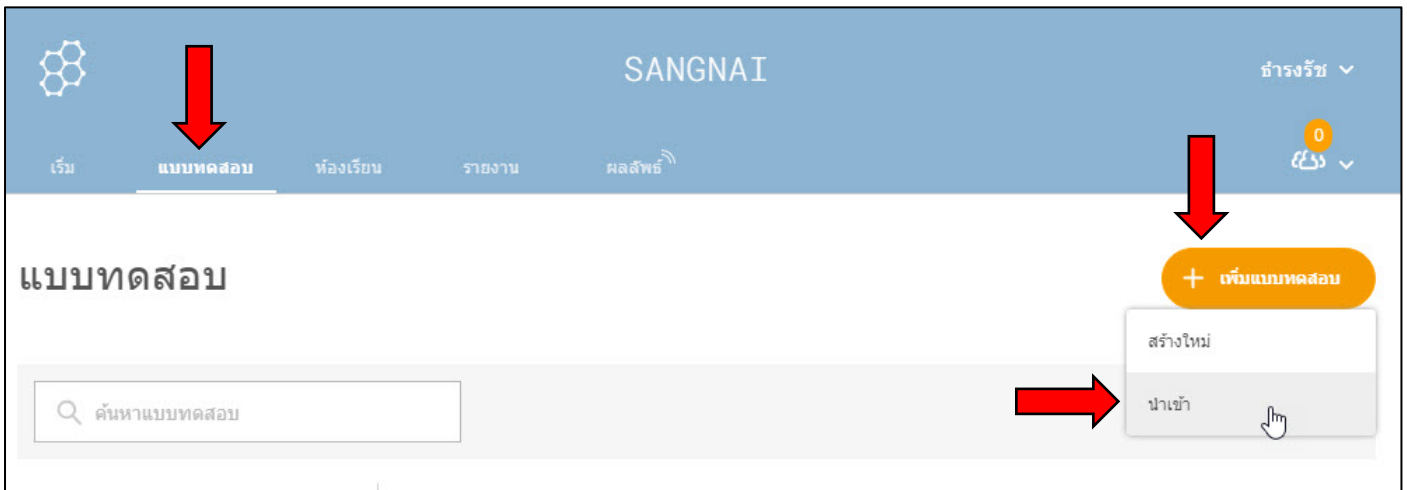 SANGNAI
ธำรงรัช
0
เริ่ม
แบบทดสอบ
ห้องเรียน
รายงาน
ผลลัพธ์
แบบทดสอบ
+ เพิ่มแบบทดสอบ
สร้างใหม่
ค้นหาแบบทดสอบ
นำเข้า